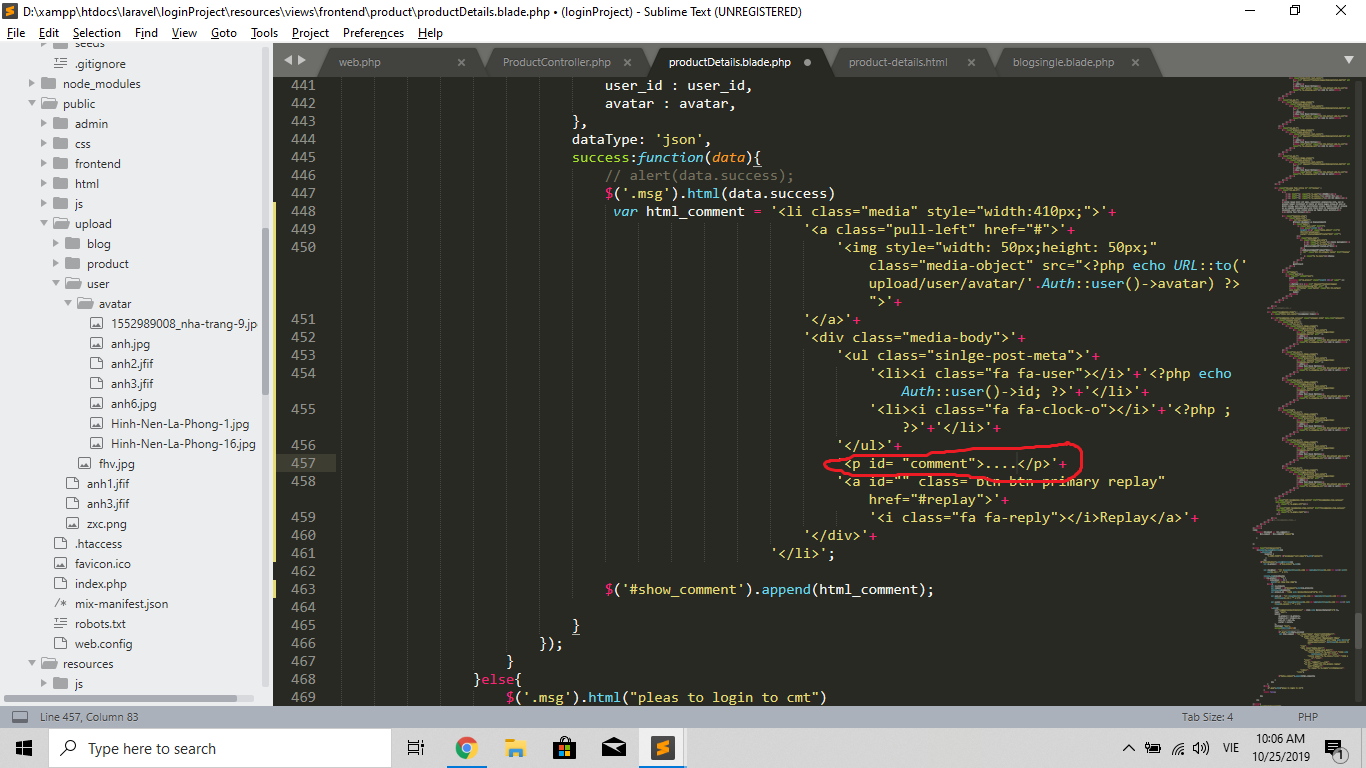 D:\xampp\htdocs\laravel\loginProject\resources\views\frontend\product\productDetails.blade.php • (loginProject) - Sublime Text (UNREGISTERED)
File Edit Selection Find View Goto Tools Project Preferences Help
seeds
.gitignore
node_modules
public
admin
css
frontend
html
js
upload
blog
product
user
avatar
1552989008_nha-trang-9.jp
anh.jpg
anh2.jfif
anh3.jfif
anh6.jpg
Hinh-Nen-La-Phong-1.jpg
Hinh-Nen-La-Phong-16.jpg
fhv.jpg
anh1.jfif
anh3.jfif
zxc.png
.htaccess
favicon.ico
index.php
mix-manifest.json
robots.txt
web.config
resources
js
web.php × ProductController.php × productDetails.blade.php • product-details.html × blogsingle.blade.php ×
441 user_id : user_id,
442 avatar : avatar,
443 },
444 dataType: 'json',
445 success:function(data){
446 // alert(data.success);
447 $('.msg').html(data.success)
448 var html_comment = '<li class="media" style="width:410px;">'+
449 '<a class="pull-left" href="#">'+
450 '<img style="width: 50px;height: 50px;"
class="media-object" src="<?php echo URL::to('
upload/user/avatar/'.Auth::user()->avatar) ?>
">'+
451 '</a>'+
452 '<div class="media-body">'+
453 '<ul class="sinlge-post-meta">'+
454 '<li><i class="fa fa-user"></i>'+'<?php echo
Auth::user()->id; ?>'+'</li>'+
455 '<li><i class="fa fa-clock-o"></i>'+'<?php ;
?>'+'</li>'+
456 '</ul>'+
457 '<p id= "comment">....</p>'+
458 '<a id="" class="btn btn-primary replay"
href="#replay">'+
459 '<i class="fa fa-reply"></i>Replay</a>'+
460 '</div>'+
461 '</li>';
462
463 $('#show_comment').append(html_comment);
464
465 }
466 });
467 }
468 }else{
469 $('.msg').html("pleas to login to cmt")
Line 457, Column 83 Tab Size: 4 PHP
Type here to search
VIE
10:06 AM
10/25/2019
1